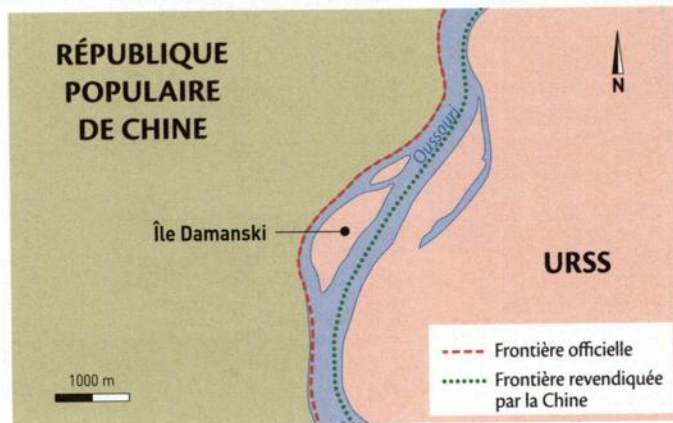 RÉPUBLIQUE
POPULAIRE
DE CHINE
N
Oussouri
Île Damanski
URSS
1000 m
Frontière officielle
Frontière revendiquée
par la Chine